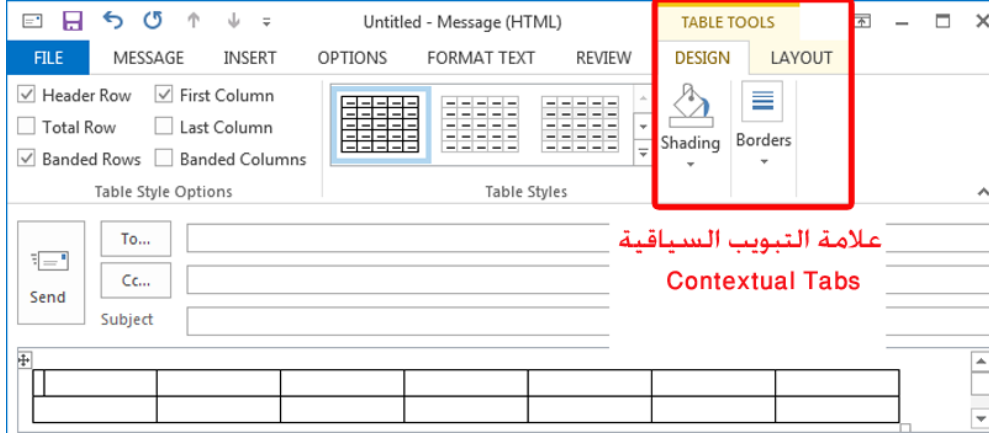 Untitled - Message (HTML)
TABLE TOOLS
FILE MESSAGE INSERT OPTIONS FORMAT TEXT REVIEW DESIGN LAYOUT
Header Row First Column
Total Row Last Column
Banded Rows Banded Columns
Shading Borders
Table Style Options Table Styles
علامة التبويب السياقية
Contextual Tabs
To...
Cc...
Send
Subject